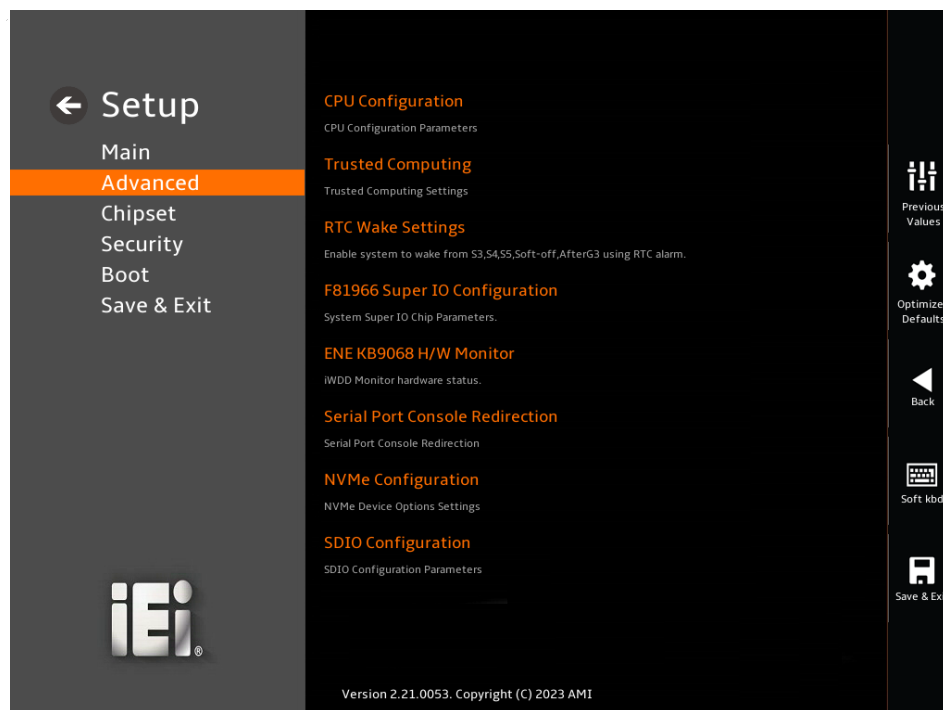 Setup
Main
Advanced
Chipset
Security
Boot
Save & Exit
CPU Configuration
CPU Configuration Parameters
Trusted Computing
Trusted Computing Settings
RTC Wake Settings
Enable system to wake from S3,S4,S5,Soft-off,AfterG3 using RTC alarm.
F81966 Super IO Configuration
System Super IO Chip Parameters.
ENE KB9068 H/W Monitor
iWDD Monitor hardware status.
Serial Port Console Redirection
Serial Port Console Redirection
NVMe Configuration
NVMe Device Options Settings
SDIO Configuration
SDIO Configuration Parameters
Previous
Values
Optimize
Defaults
Back
Soft kbd
Save & Exi
iEi®
Version 2.21.0053. Copyright (C) 2023 AMI